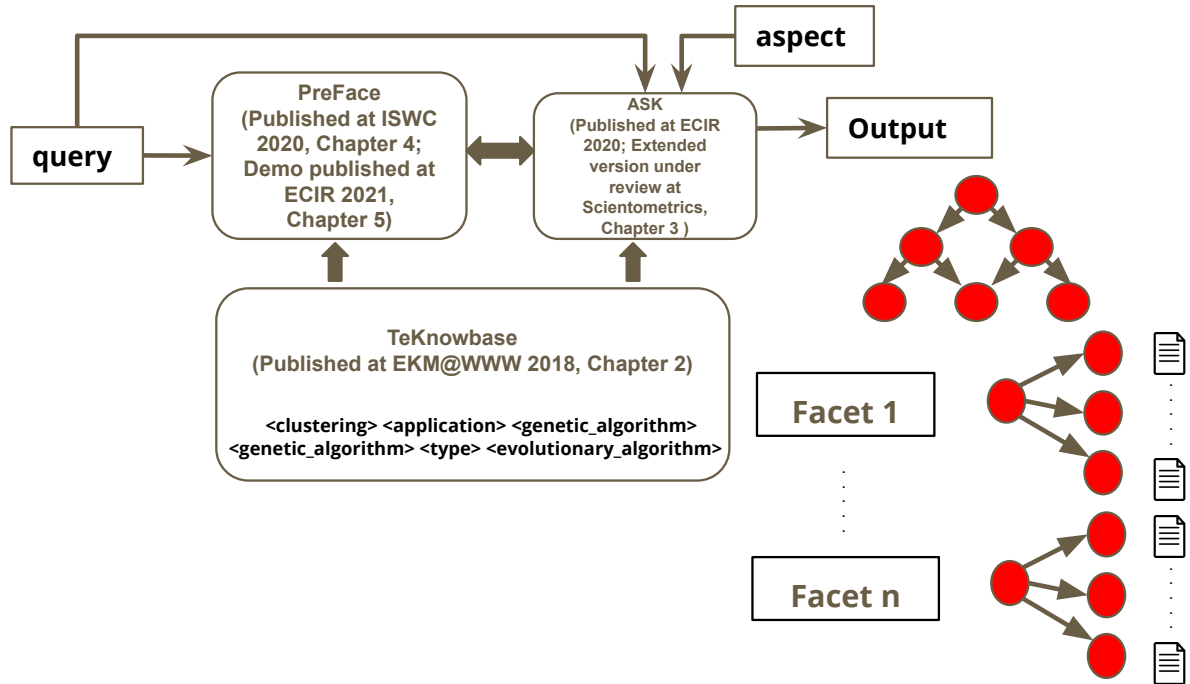 aspect
query
PreFace
(Published at ISWC
2020, Chapter 4;
Demo published at
ECIR 2021,
Chapter 5)
ASK
(Published at ECIR
2020; Extended
version under
review at
Scientometrics,
Chapter 3 )
Output
TeKnowbase
(Published at EKM@WWW 2018, Chapter 2)
<clustering> <application> <genetic_algorithm>
<genetic_algorithm> <type> <evolutionary_algorithm>
Facet 1
Facet n